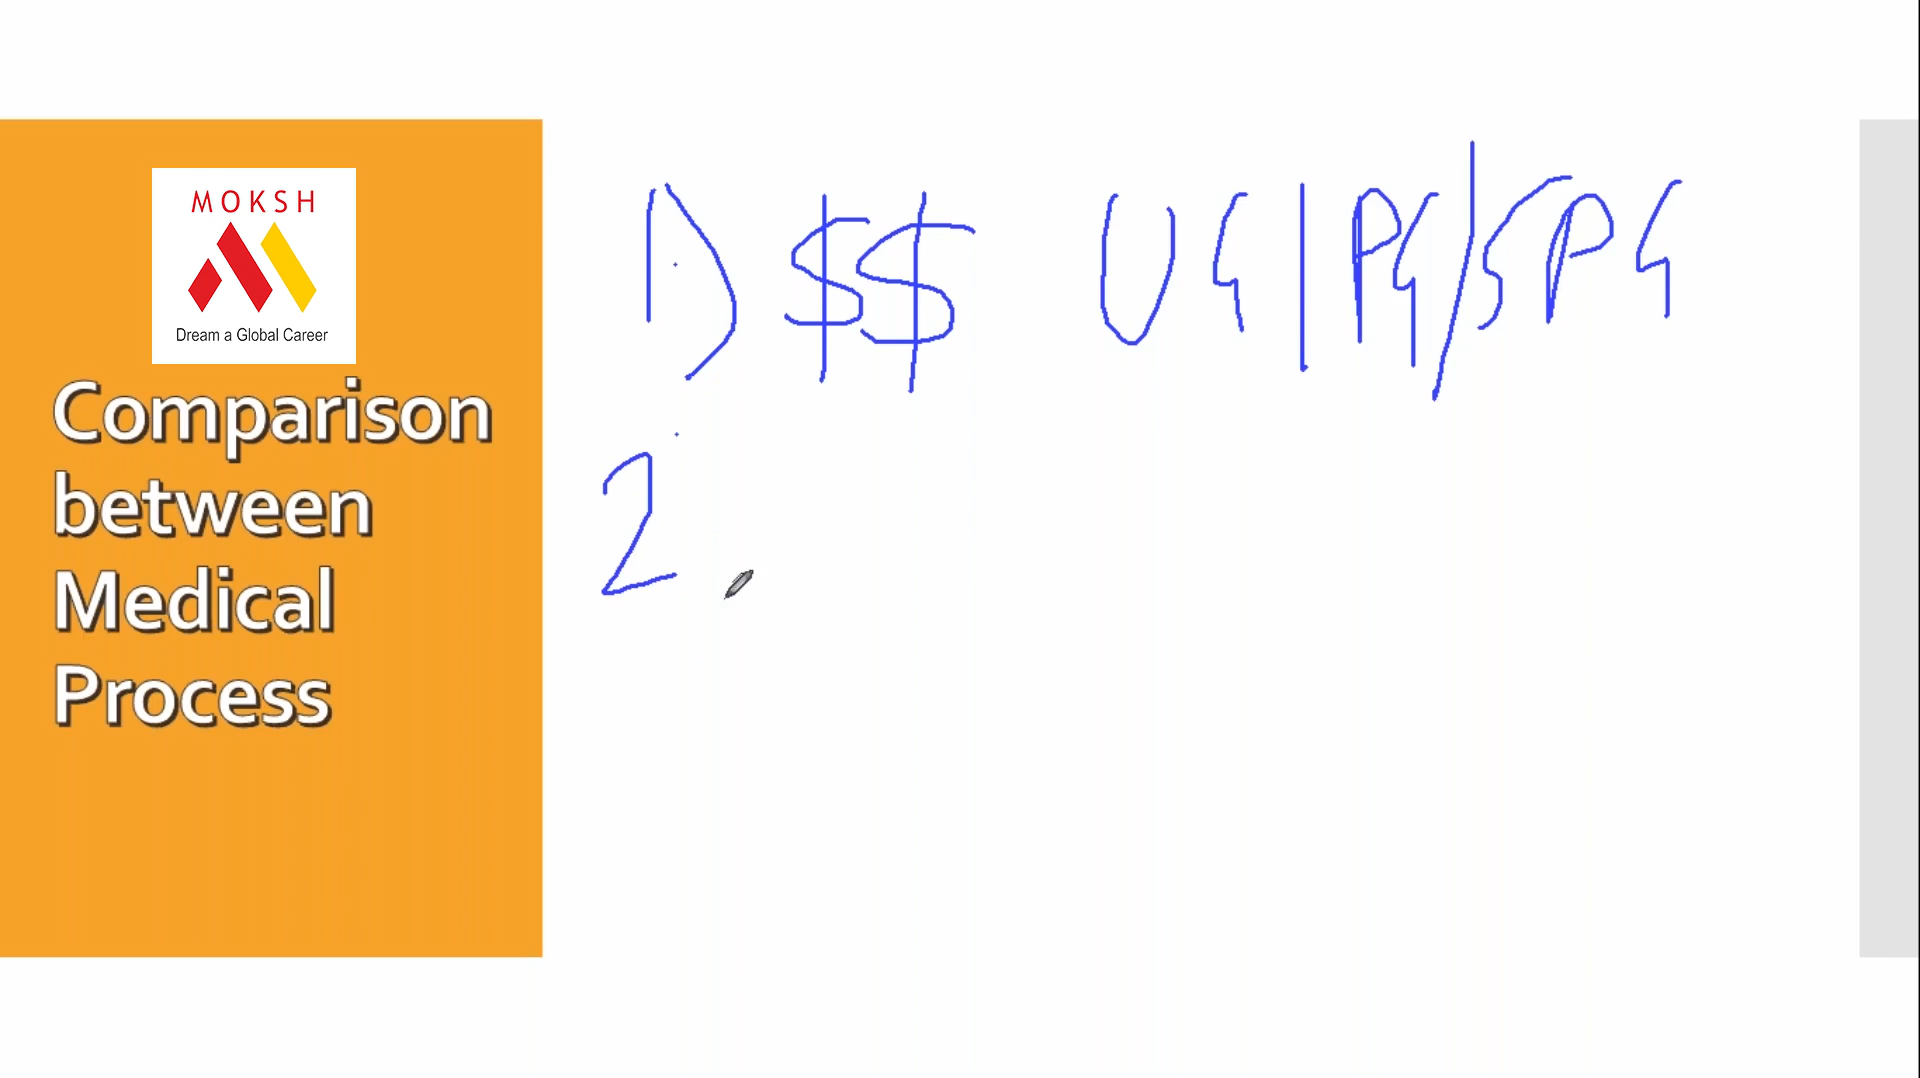 MOKSH
Dream a Global Career
Comparison
between
Medical
Process
1) $$ UG|PG/SPG
2